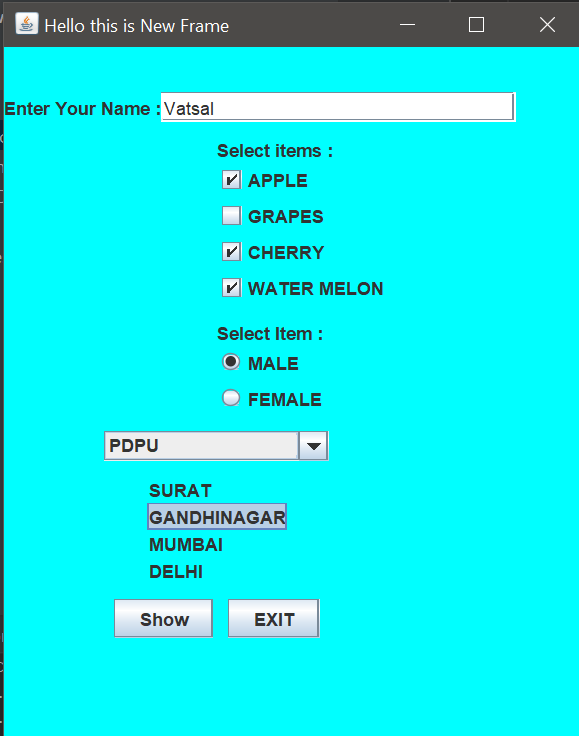 Hello this is New Frame
Enter Your Name : Vatsal
Select items :
APPLE
GRAPES
CHERRY
WATER MELON
Select Item :
MALE
FEMALE
PDPU
SURAT
GANDHINAGAR
MUMBAI
DELHI
Show EXIT